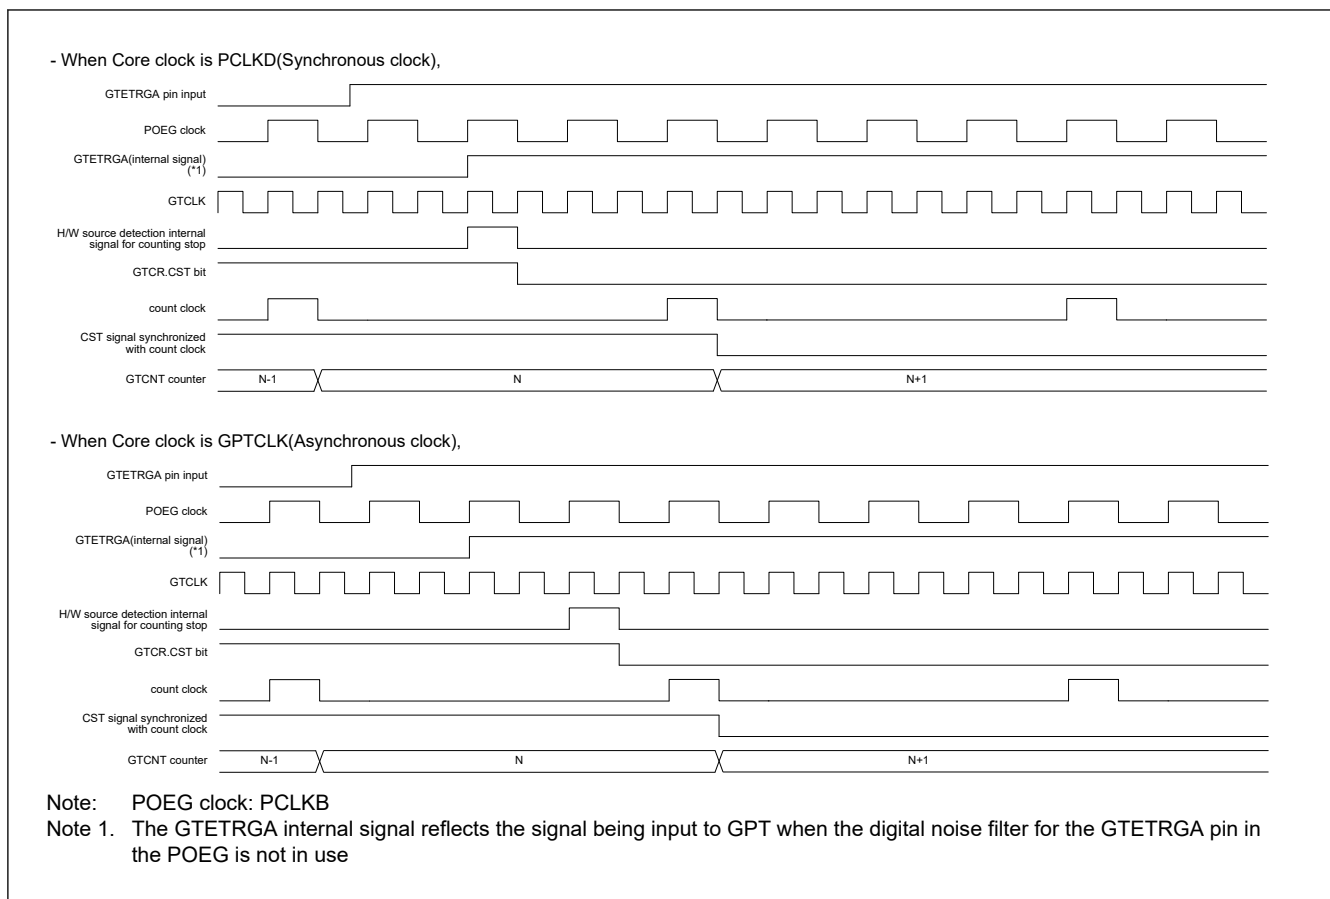 - When Core clock is PCLKD(Synchronous clock),
GTETRGA pin input
POEG clock
GTETRGA(internal signal)
(*1)
GTCLK
H/W source detection internal
signal for counting stop
GTCR.CST bit
count clock
CST signal synchronized
with count clock
GTCNT counter
N-1
N
N+1
- When Core clock is GPTCLK(Asynchronous clock),
GTETRGA pin input
POEG clock
GTETRGA(internal signal)
(*1)
GTCLK
H/W source detection internal
signal for counting stop
GTCR.CST bit
count clock
CST signal synchronized
with count clock
GTCNT counter
N-1
N
N+1
Note: POEG clock: PCLKB
Note 1. The GTETRGA internal signal reflects the signal being input to GPT when the digital noise filter for the GTETRGA pin in
the POEG is not in use